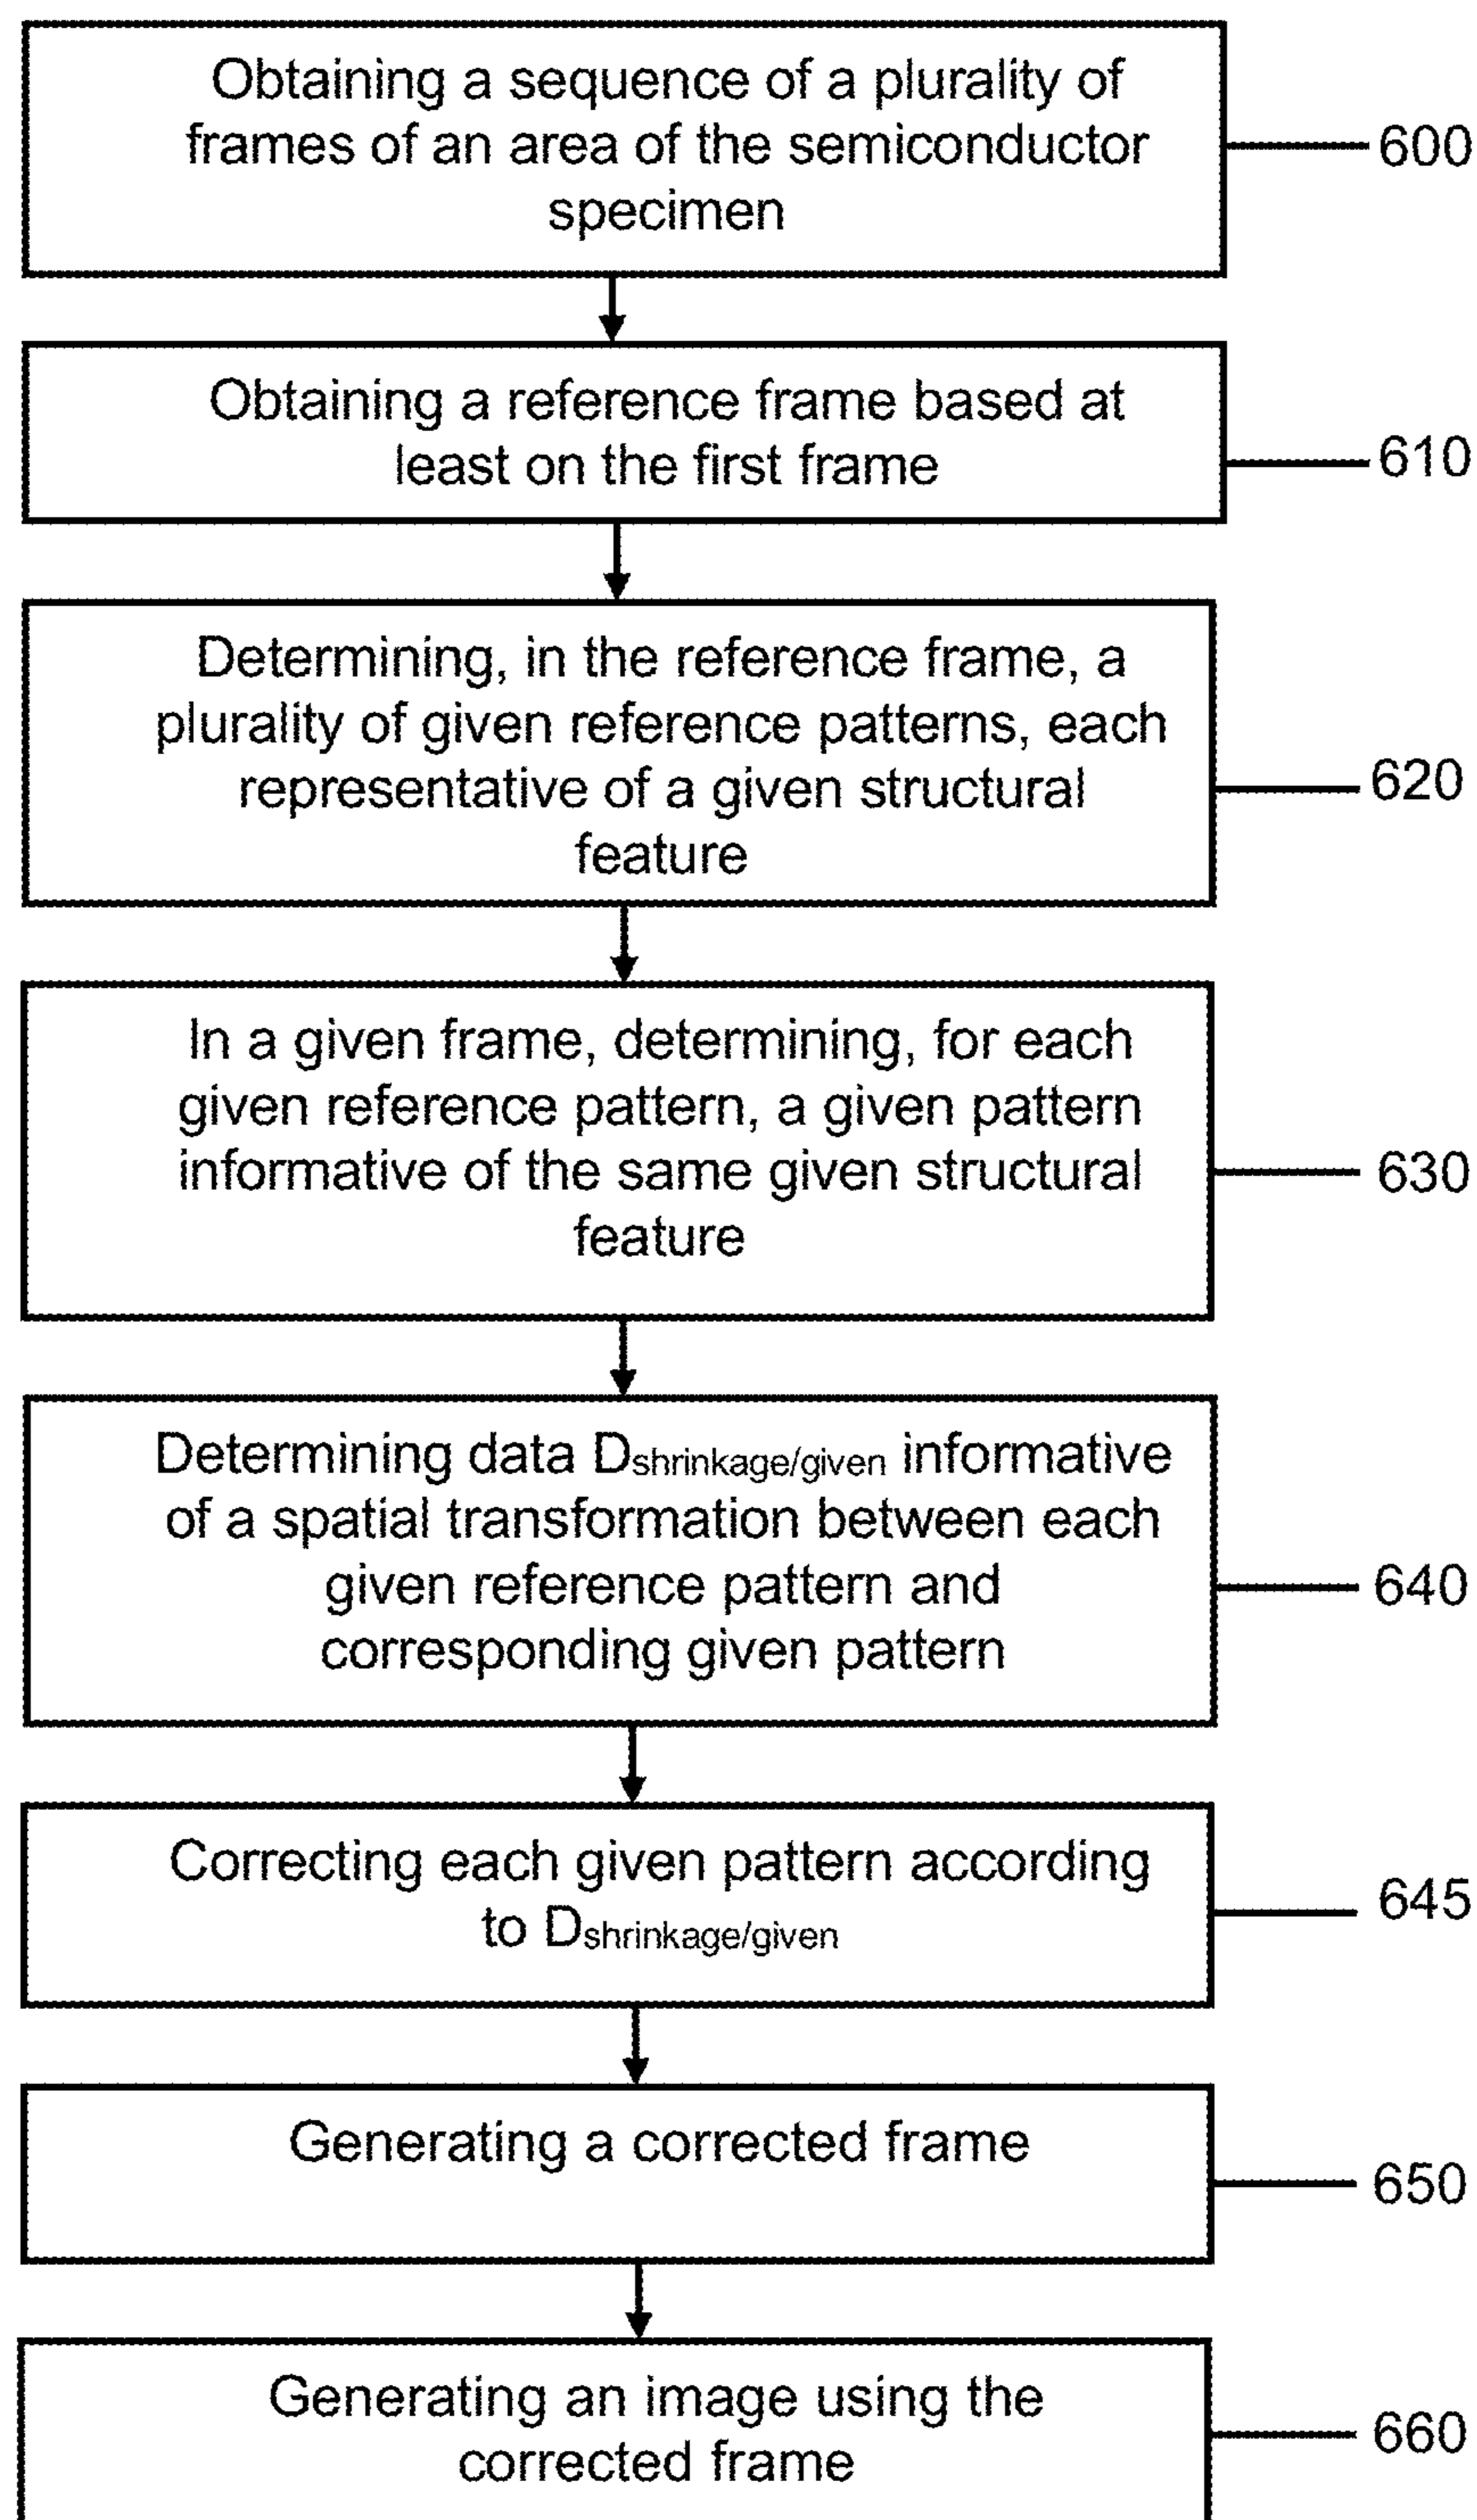 Obtaining a sequence of a plurality of
frames of an area of the semiconductor
specimen
600
Obtaining a reference frame based at
least on the first frame
610
Determining, in the reference frame, a
plurality of given reference patterns, each
representative of a given structural
feature
620
In a given frame, determining, for each
given reference pattern, a given pattern
informative of the same given structural
feature
630
Determining data Dshrinkage/given informative
of a spatial transformation between each
given reference pattern and
corresponding given pattern
640
Correcting each given pattern according
to Dshrinkage/given
645
Generating a corrected frame
650
Generating an image using the
corrected frame
660